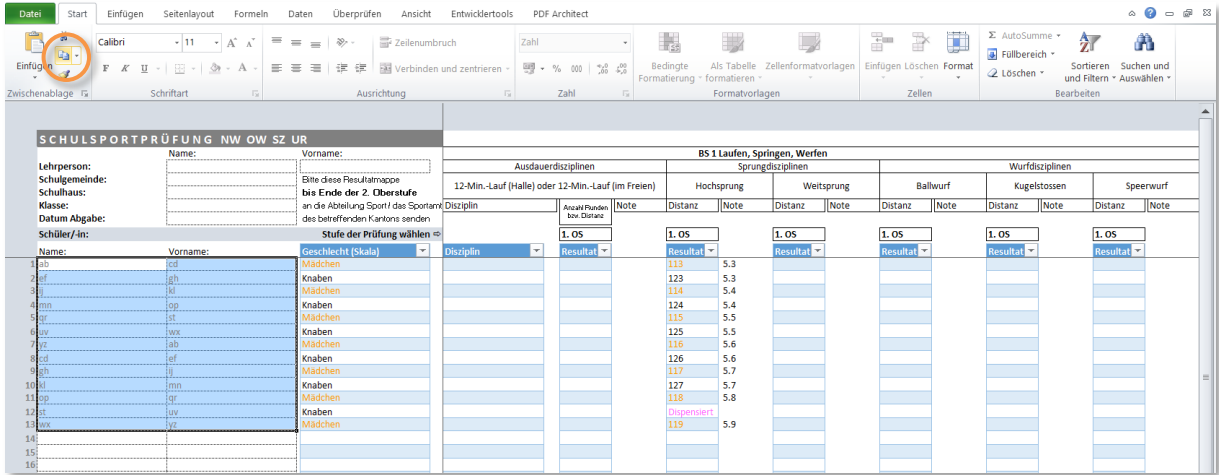 Datei Start Einfügen Seitenlayout Formeln Daten Überprüfen Ansicht Entwicklertools PDF Architect
Calibri 11 A A Zeilenumbruch Zahl Σ AutoSumme
Einfügen F K U A Verbinden und zentrieren % 000 Bedingte Formatierung Als Tabelle formatieren Zellenformatvorlagen Einfügen Löschen Format Füllbereich Löschen Sortieren und Filtern Suchen und Auswählen
Zwischenablage Schriftart Ausrichtung Zahl Formatvorlagen Zellen Bearbeiten
SCHULSPORTPRÜFUNG NW OW SZ UR
Name: Vorname: BS 1 Laufen, Springen, Werfen
Lehrperson: Ausdauerdisziplinen Sprungdisziplinen Wurfdisziplinen
Schulgemeinde: Bitte diese Resultatmappe
Schulhaus: bis Ende der 2. Oberstufe 12-Min.-Lauf (Halle) oder 12-Min.-Lauf (im Freien) Hochsprung Weitsprung Ballwurf Kugelstossen Speerwurf
Klasse: an die Abteilung Sport / das Sportamt Disziplin Anzahl Runden bzw. Distanz Note Distanz Note Distanz Note Distanz Note Distanz Note Distanz Note
Datum Abgabe: des betreffenden Kantons senden
Schüler/-in: Stufe der Prüfung wählen ⇨ 1. OS 1. OS 1. OS 1. OS 1. OS 1. OS
Name: Vorname: Geschlecht (Skala) Disziplin Resultat Resultat Resultat Resultat Resultat Resultat
1 ab cd Mädchen 113 5.3
2 ef gh Knaben 123 5.3
3 ij kl Mädchen 114 5.4
4 mn op Knaben 124 5.4
5 qr st Mädchen 115 5.5
6 uv wx Knaben 125 5.5
7 yz ab Mädchen 116 5.6
8 cd ef Knaben 126 5.6
9 gh ij Mädchen 117 5.7
10 kl mn Knaben 127 5.7
11 op qr Mädchen 118 5.8
12 st uv Knaben Dispensiert
13 wx yz Mädchen 119 5.9
14
15
16